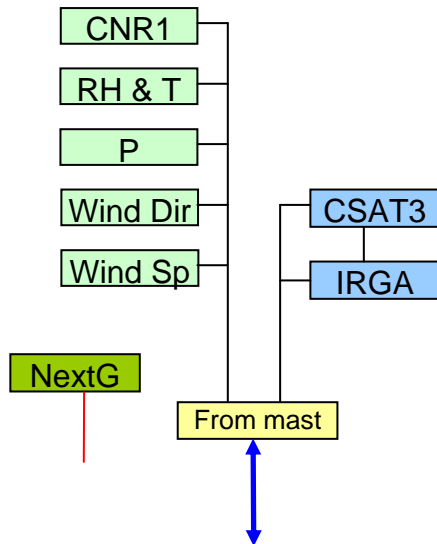 CNR1
RH & T
P
Wind Dir
CSAT3
Wind Sp
IRGA
NextG
From mast